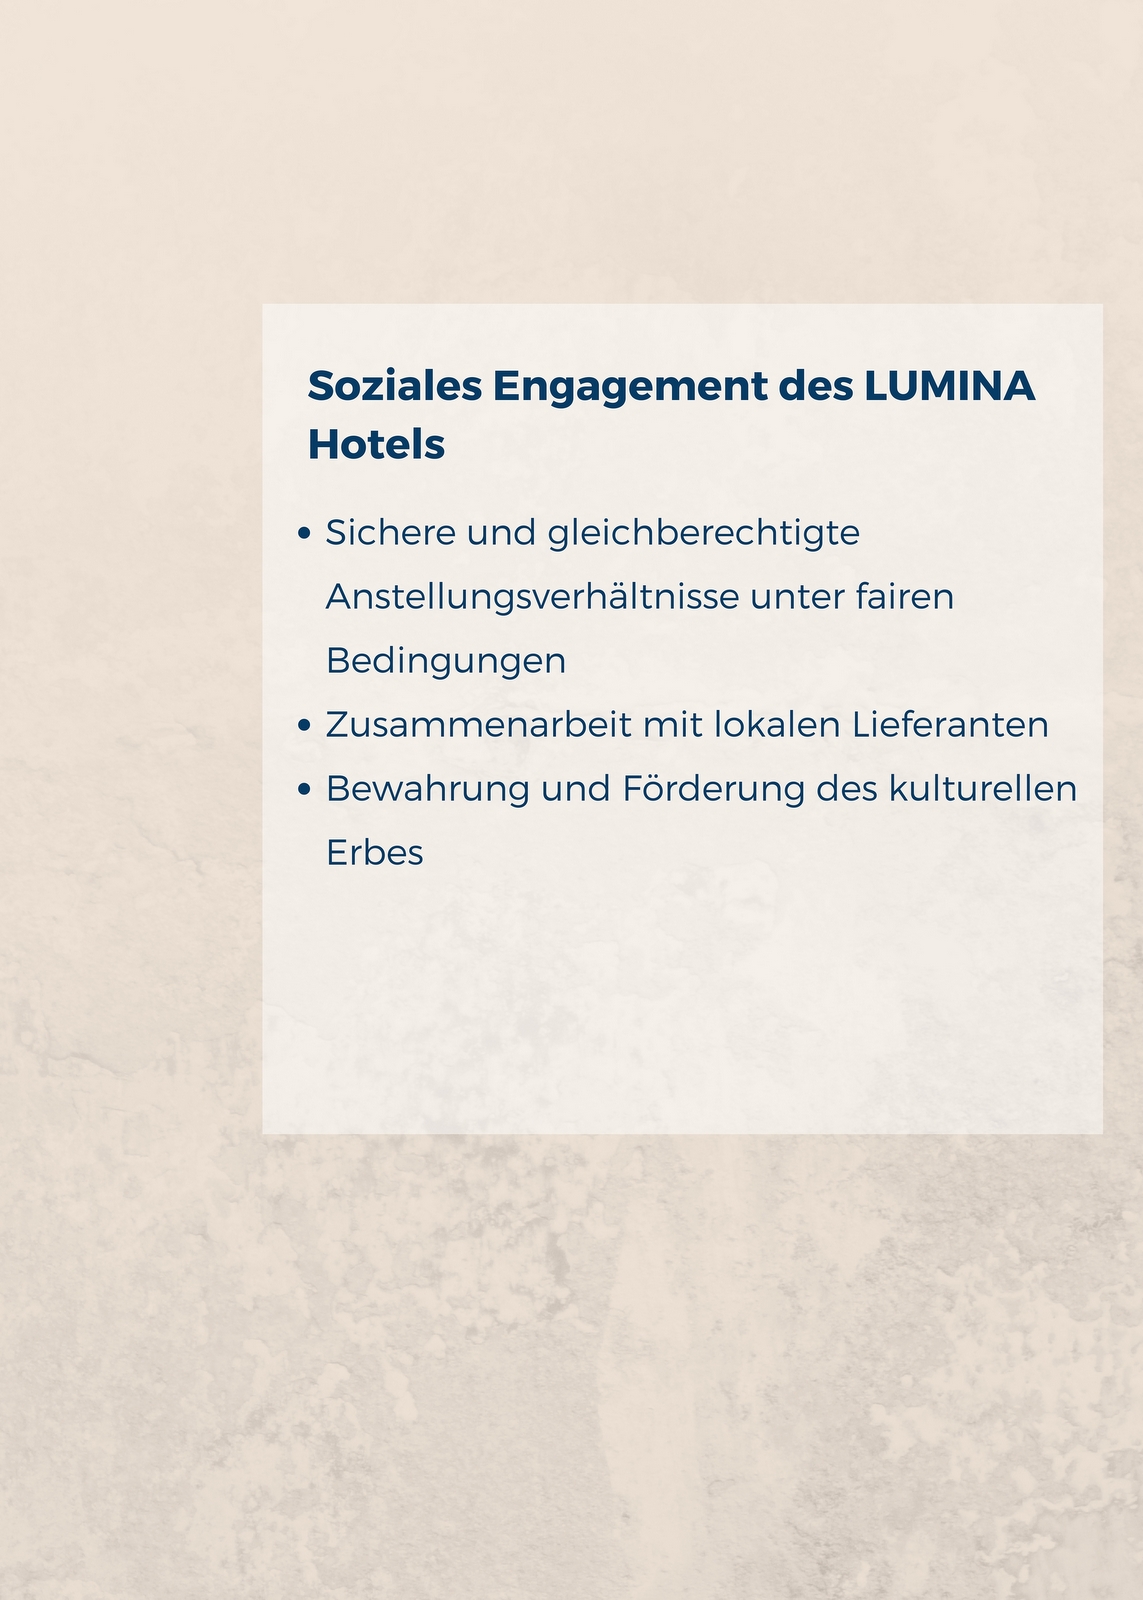 Soziales Engagement des LUMINA
Hotels
• Sichere und gleichberechtigte
Anstellungsverhältnisse unter fairen
Bedingungen
• Zusammenarbeit mit lokalen Lieferanten
• Bewahrung und Förderung des kulturellen
Erbes